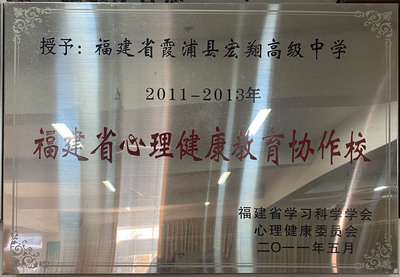 授予：福建省霞浦县宏翔高级中学
2011-2013年
福建省心理健康教育协作校
福建省学习科学学会
心理健康委员会
二〇一一年五月